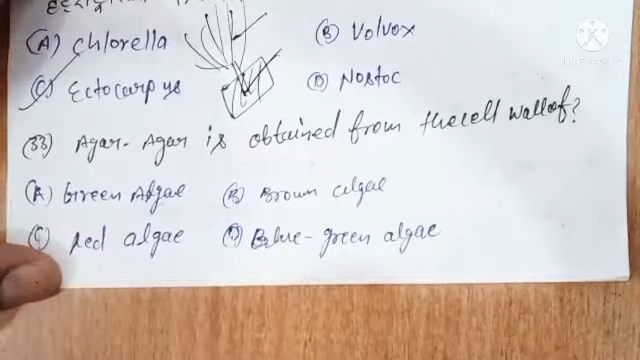 (A) Chlorella (B) Volvox
(C) Ectocarpus (D) Nostoc
(33) Agar-Agar is obtained from the cell wall of?
(A) Green Algae (B) Brown algae
(C) Red algae (D) Blue-green algae